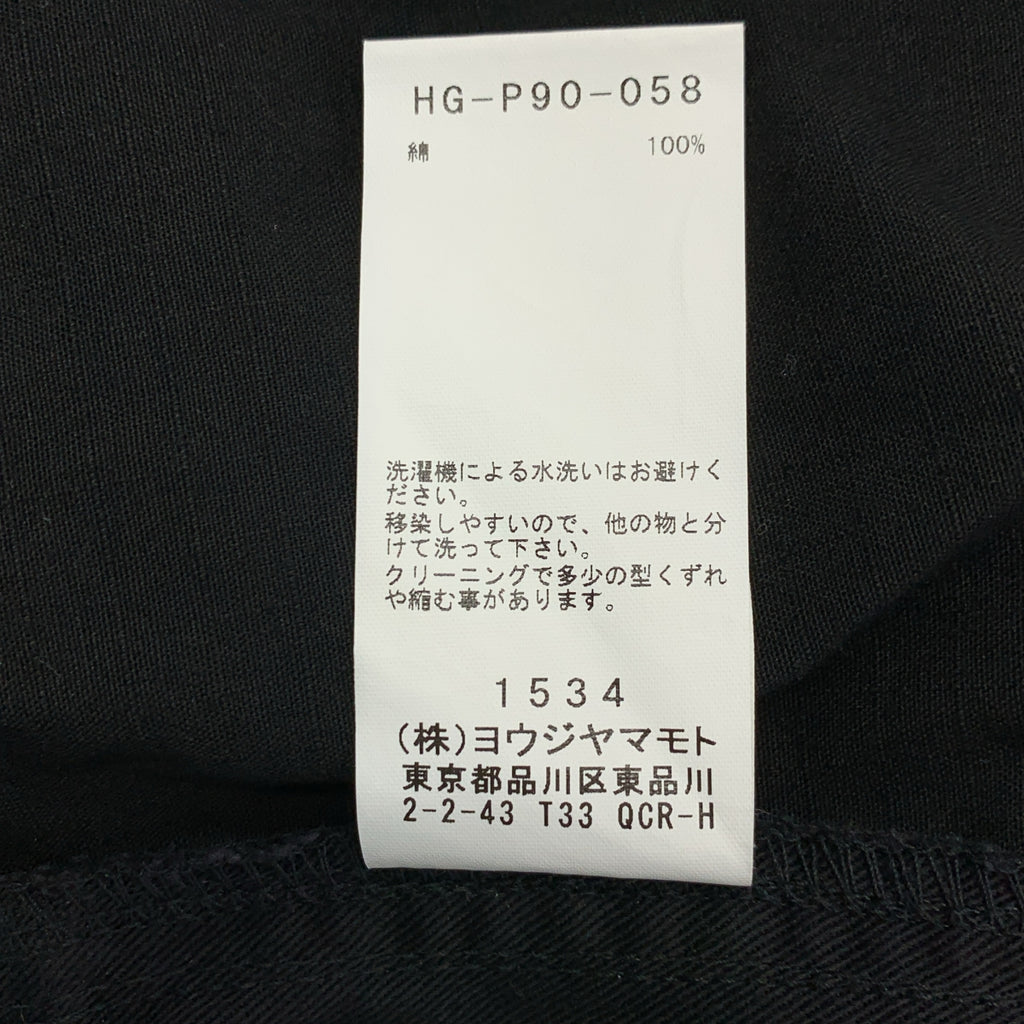 HG-P90-058
綿 100%
洗濯機による水洗いはお避けく
ださい。
移染しやすいので、他の物と分
けて洗って下さい。
クリーニングで多少の型くずれ
や縮む事があります。
1534
(株)ヨウジヤマモト
東京都品川区東品川
2-2-43 T33 QCR-H